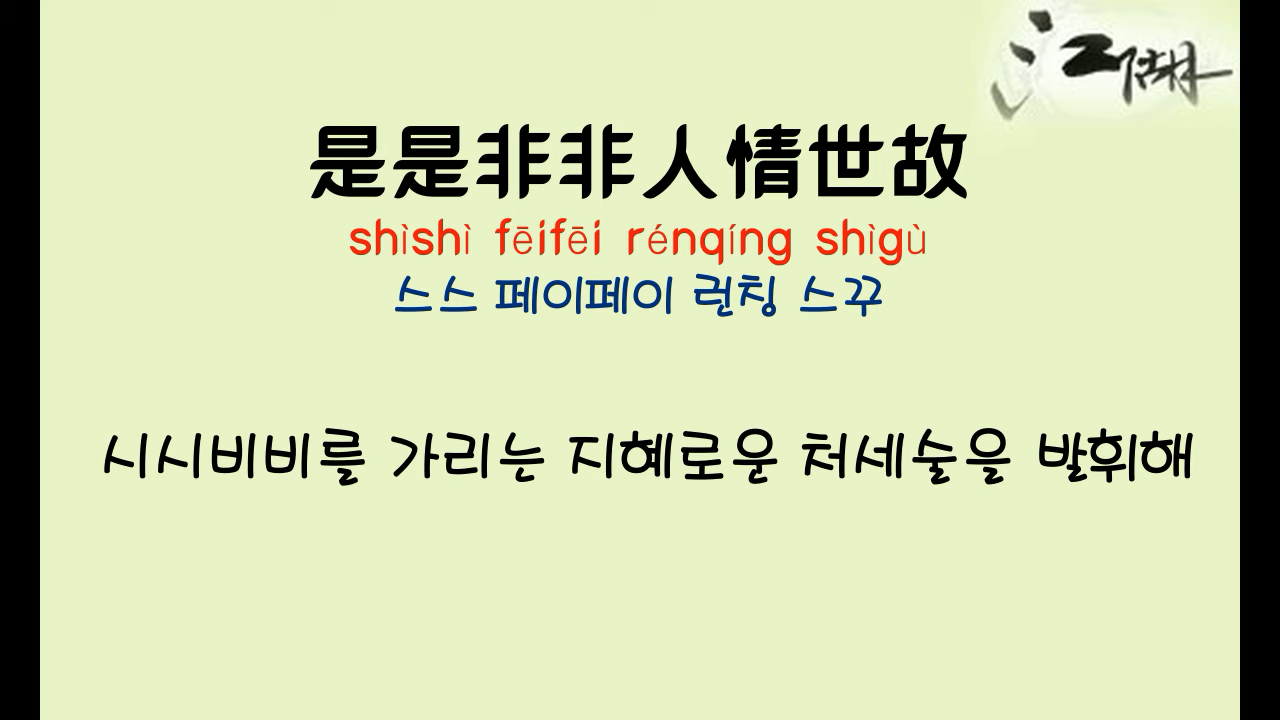 江湖
是是非非人情世故
shìshì fēifēi rénqíng shìgù
스스 페이페이 런칭 스꾸
시시비비를 가리는 지혜로운 처세술을 발휘해